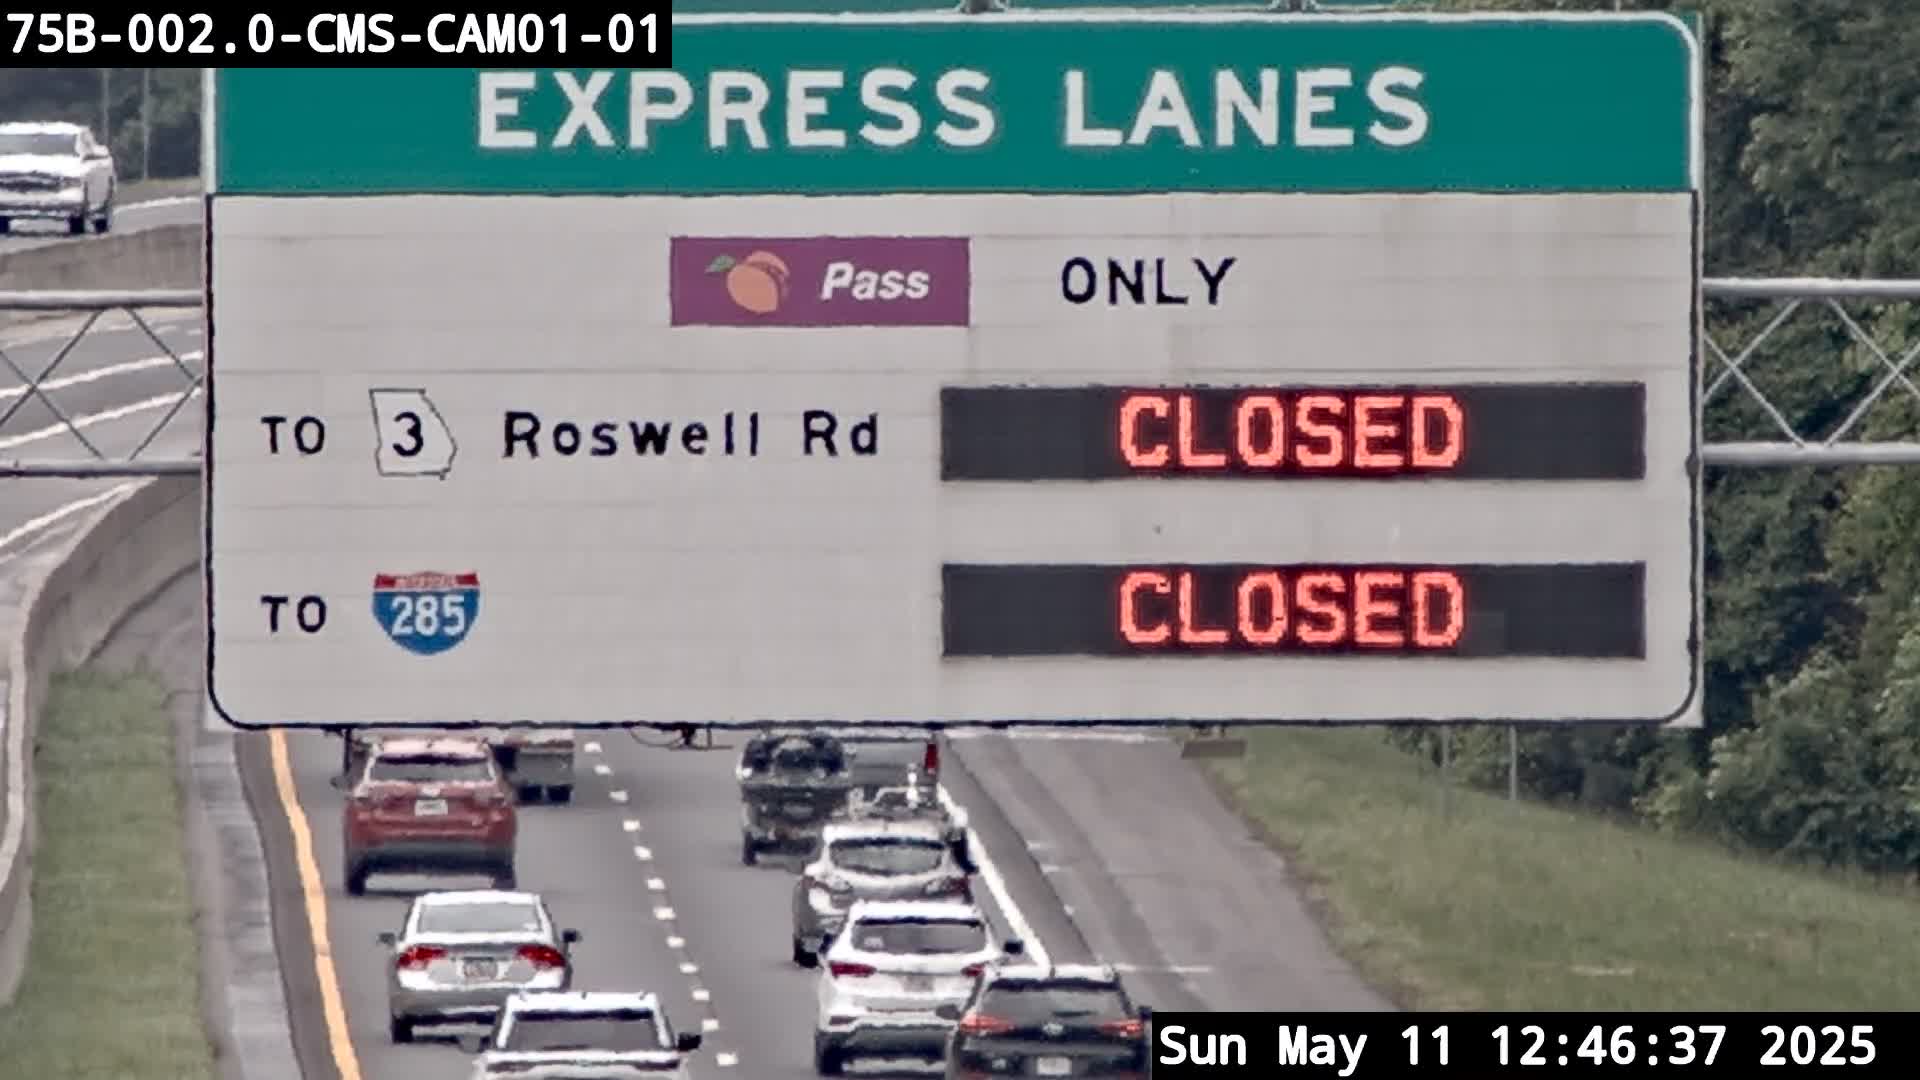 75B-002.0-CMS-CAM01-01
EXPRESS LANES
Pass ONLY
TO 3 Roswell Rd CLOSED
INTERSTATE
TO 285 CLOSED
Sun May 11 12:46:37 2025